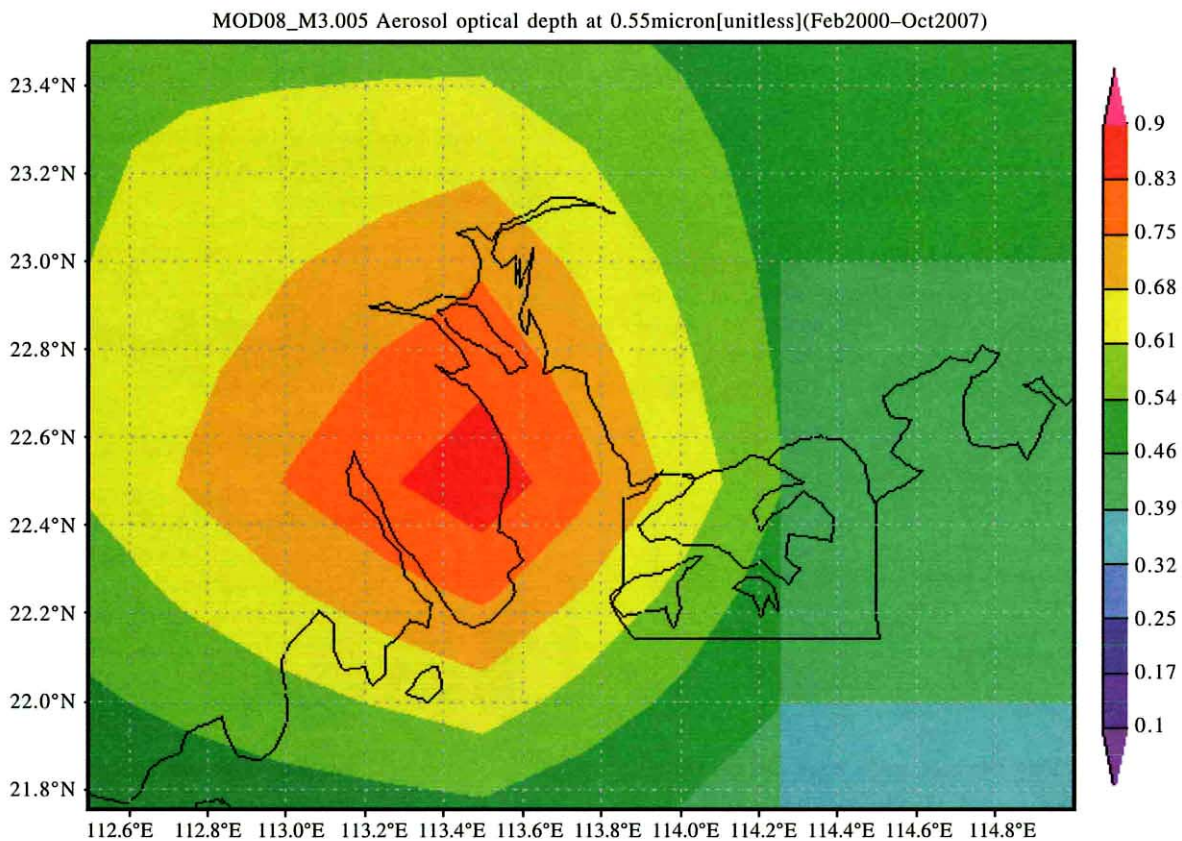 MOD08_M3.005 Aerosol optical depth at 0.55micron[unitless](Feb2000–Oct2007)
23.4°N
23.2°N
23.0°N
22.8°N
22.6°N
22.4°N
22.2°N
22.0°N
21.8°N
112.6°E 112.8°E 113.0°E 113.2°E 113.4°E 113.6°E 113.8°E 114.0°E 114.2°E 114.4°E 114.6°E 114.8°E
0.9
0.83
0.75
0.68
0.61
0.54
0.46
0.39
0.32
0.25
0.17
0.1